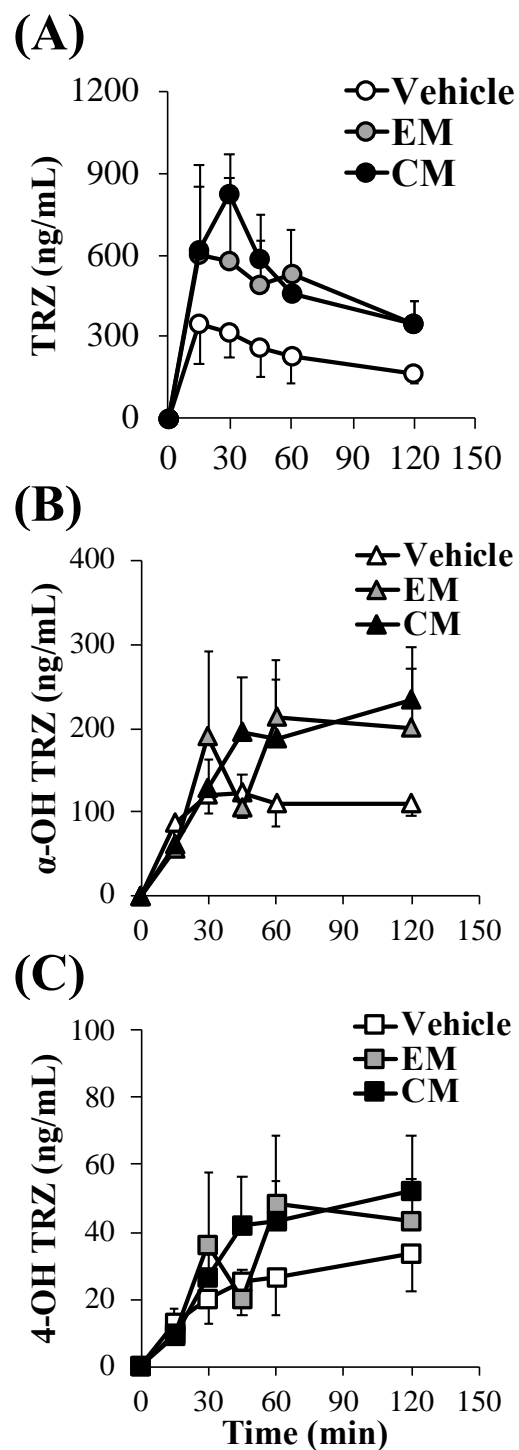 (A)
1200
900
600
300
0
TRZ (ng/mL)
Vehicle
EM
CM
0 30 60 90 120 150
(B)
400
300
200
100
0
α-OH TRZ (ng/mL)
Vehicle
EM
CM
0 30 60 90 120 150
(C)
100
80
60
40
20
0
4-OH TRZ (ng/mL)
Vehicle
EM
CM
0 30 60 90 120 150
Time (min)